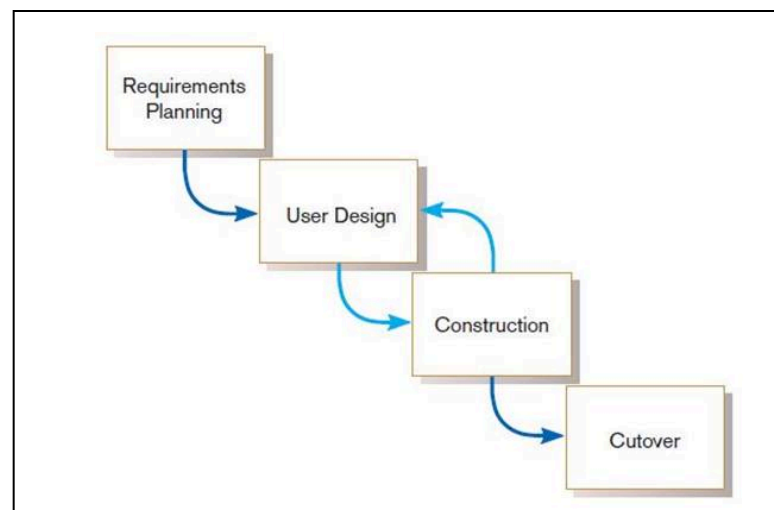 Requirements
Planning
User Design
Construction
Cutover